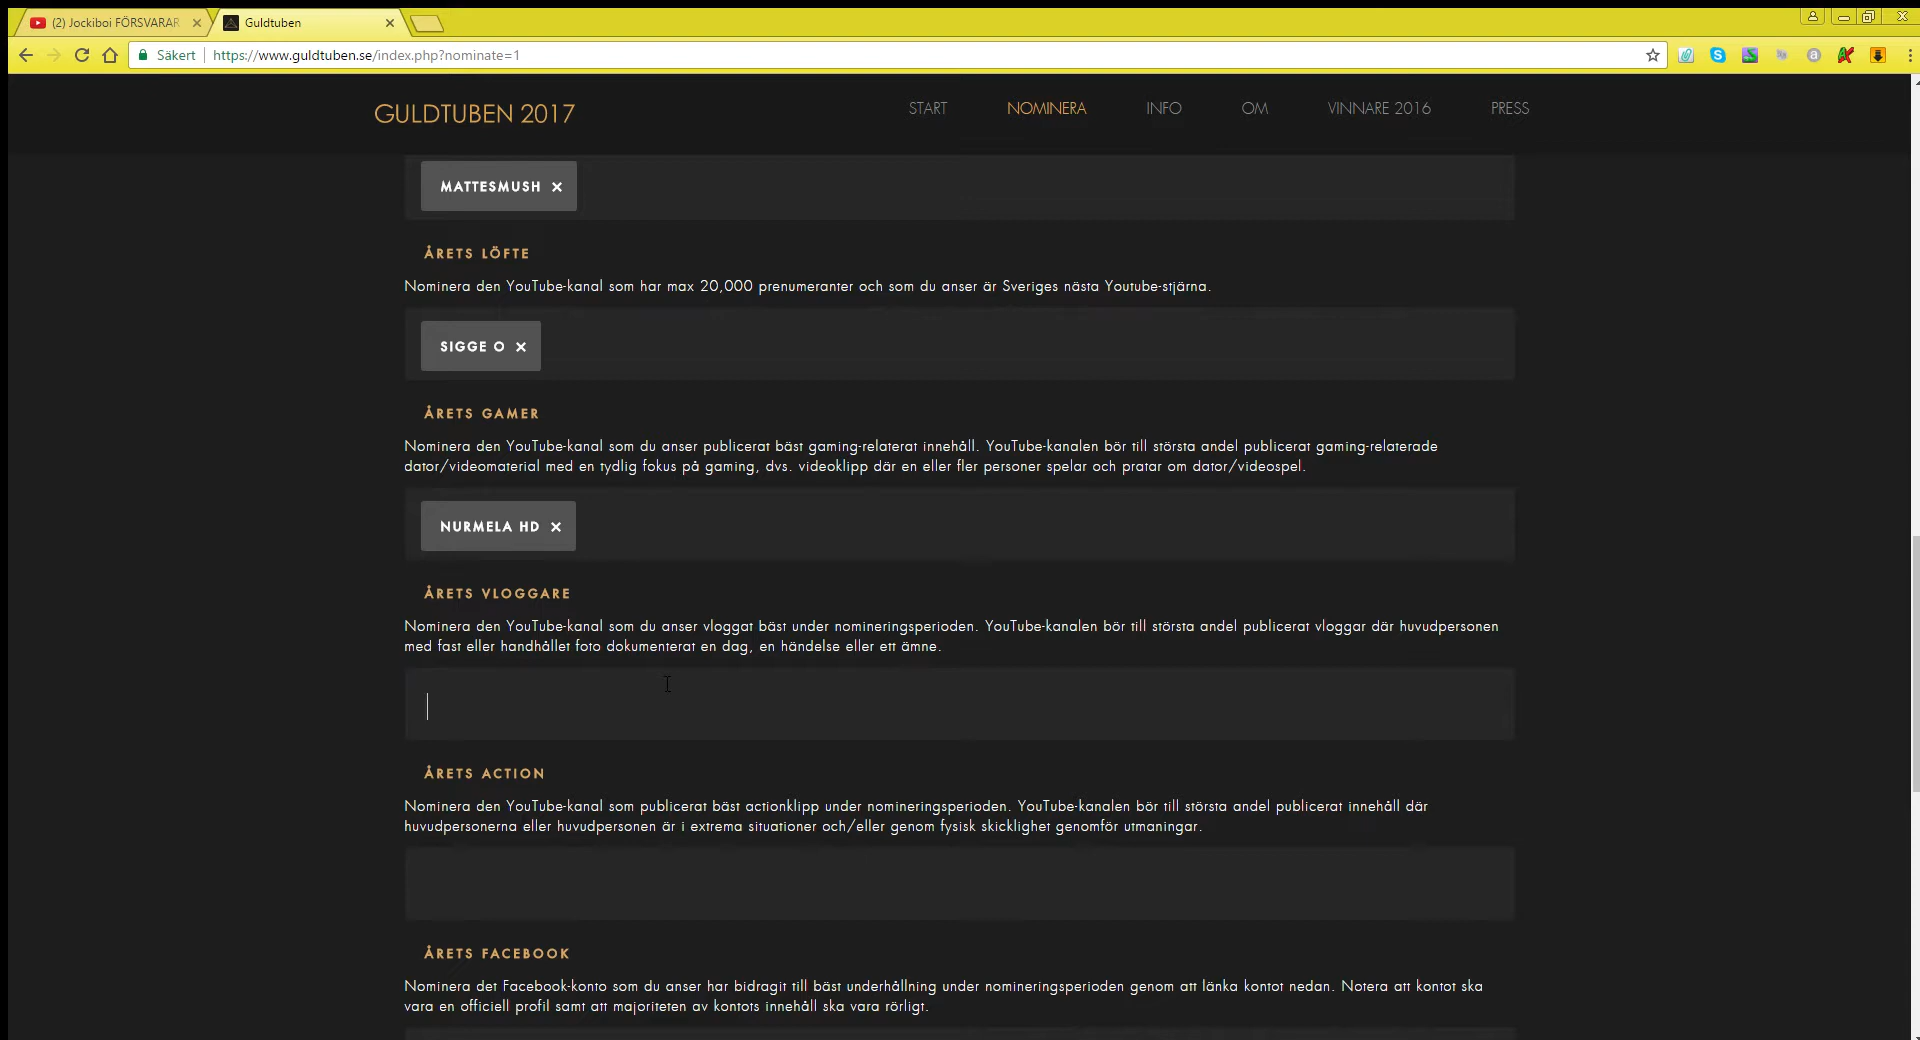 (2) Jockiboi FÖRSVARAR
Guldtuben
Säkert
https://www.guldtuben.se/index.php?nominate=1
GULDTUBEN 2017
START
NOMINERA
INFO
OM
VINNARE 2016
PRESS
MATTESMUSH ×
ÅRETS LÖFTE
Nominera den YouTube-kanal som har max 20,000 prenumeranter och som du anser är Sveriges nästa Youtube-stjärna.
SIGGE O ×
ÅRETS GAMER
Nominera den YouTube-kanal som du anser publicerat bäst gaming-relaterat innehåll. YouTube-kanalen bör till största andel publicerat gaming-relaterade
dator/videomaterial med en tydlig fokus på gaming, dvs. videoklipp där en eller fler personer spelar och pratar om dator/videospel.
NURMELA HD ×
ÅRETS VLOGGARE
Nominera den YouTube-kanal som du anser vloggat bäst under nomineringsperioden. YouTube-kanalen bör till största andel publicerat vloggar där huvudpersonen
med fast eller handhållet foto dokumenterat en dag, en händelse eller ett ämne.
ÅRETS ACTION
Nominera den YouTube-kanal som publicerat bäst actionklipp under nomineringsperioden. YouTube-kanalen bör till största andel publicerat innehåll där
huvudpersonerna eller huvudpersonen är i extrema situationer och/eller genom fysisk skicklighet genomför utmaningar.
ÅRETS FACEBOOK
Nominera det Facebook-konto som du anser har bidragit till bäst underhållning under nomineringsperioden genom att länka kontot nedan. Notera att kontot ska
vara en officiell profil samt att majoriteten av kontots innehåll ska vara rörligt.